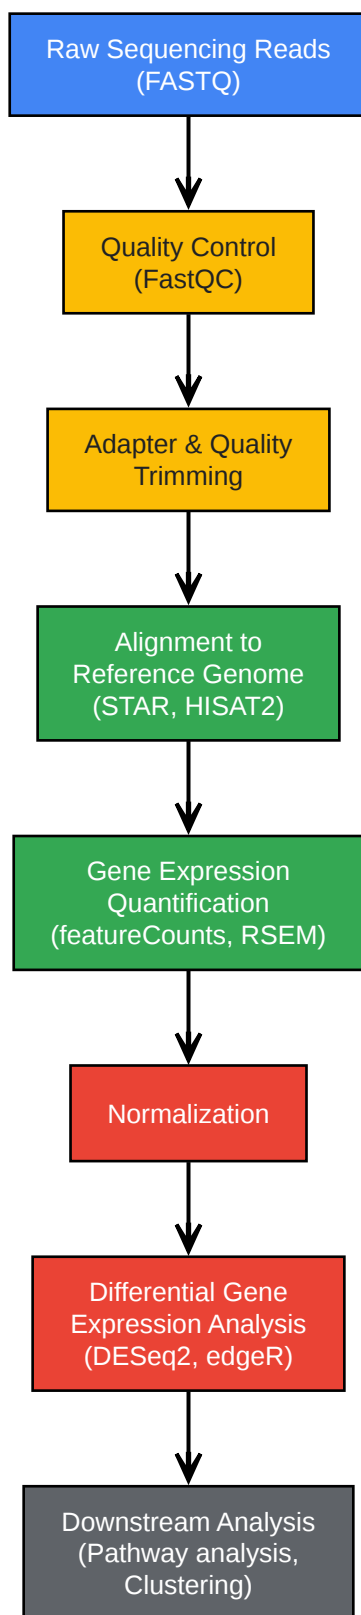 Raw Sequencing Reads
(FASTQ)
Quality Control
(FastQC)
Adapter & Quality
Trimming
Alignment to
Reference Genome
(STAR, HISAT2)
Gene Expression
Quantification
(featureCounts, RSEM)
Normalization
Differential Gene
Expression Analysis
(DESeq2, edgeR)
Downstream Analysis
(Pathway analysis,
Clustering)